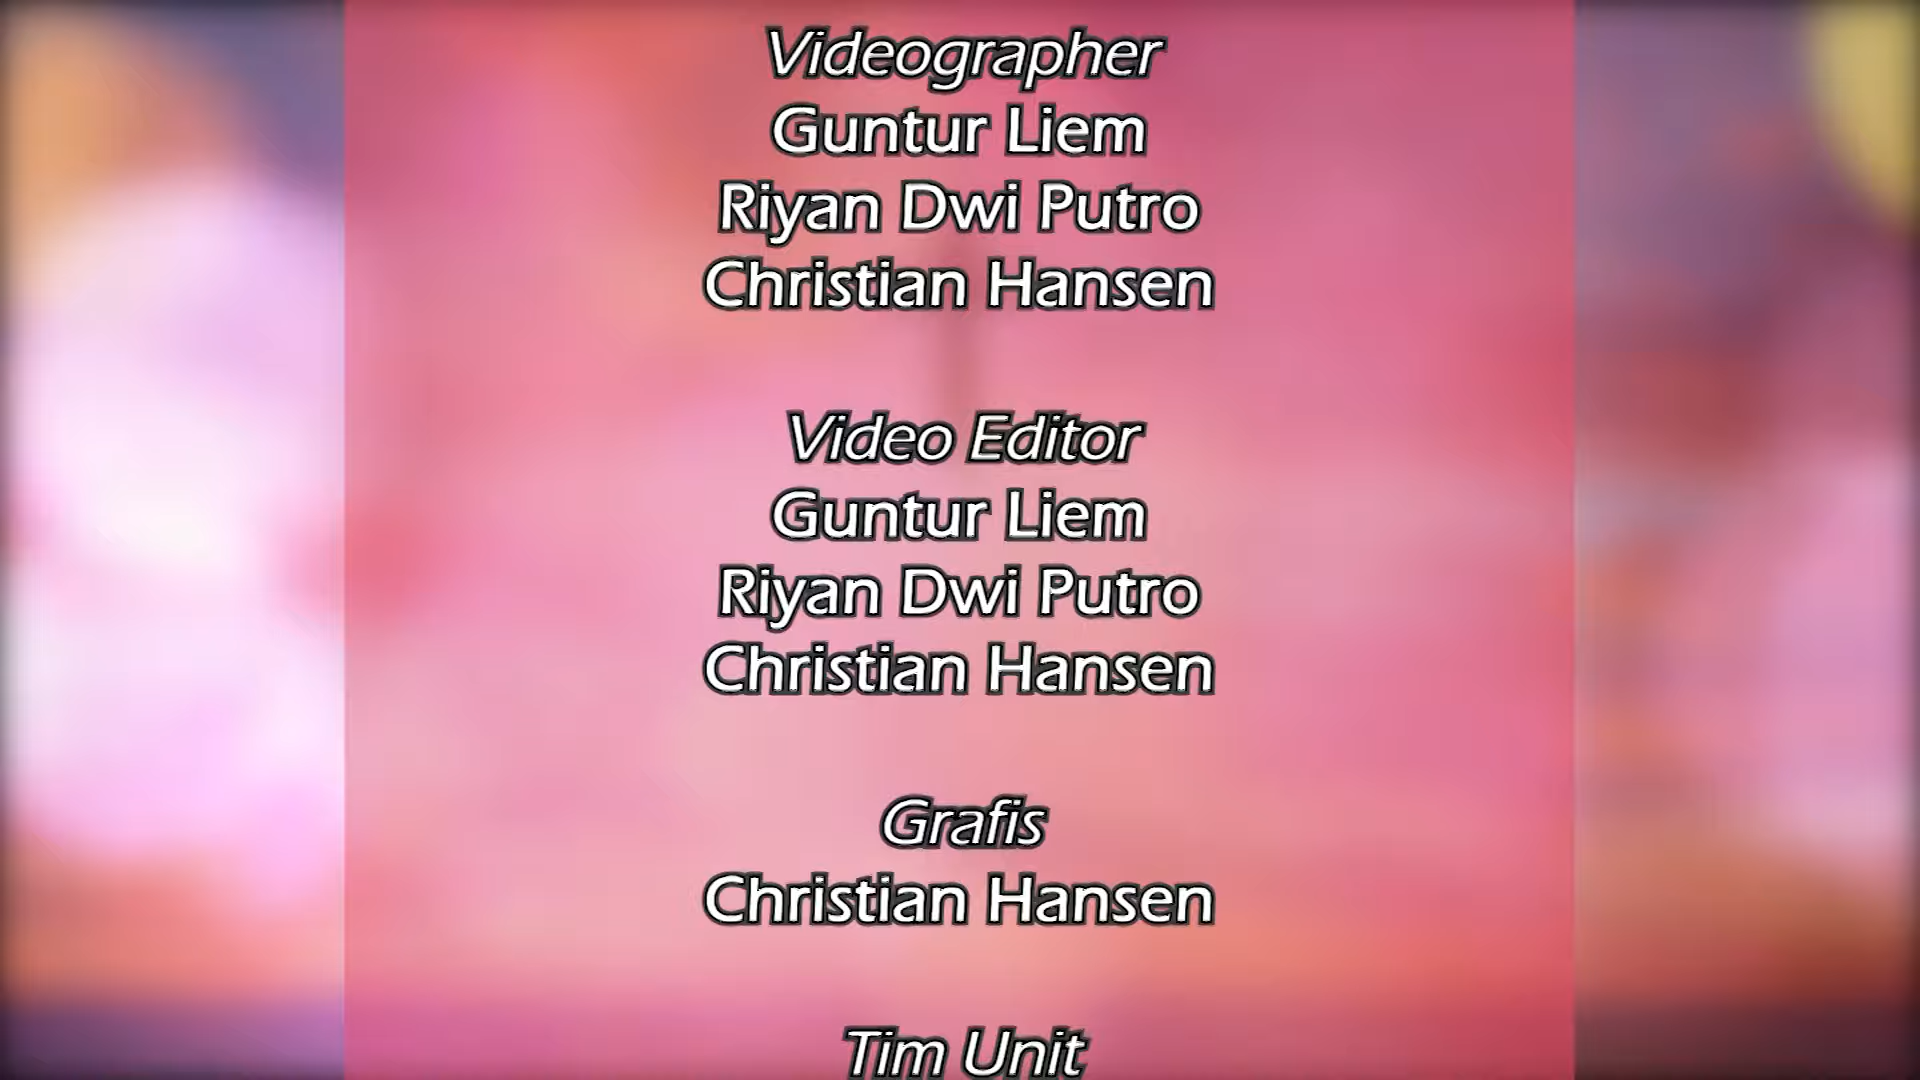 Videographer
Guntur Liem
Riyan Dwi Putro
Christian Hansen
Video Editor
Guntur Liem
Riyan Dwi Putro
Christian Hansen
Grafis
Christian Hansen
Tim Unit